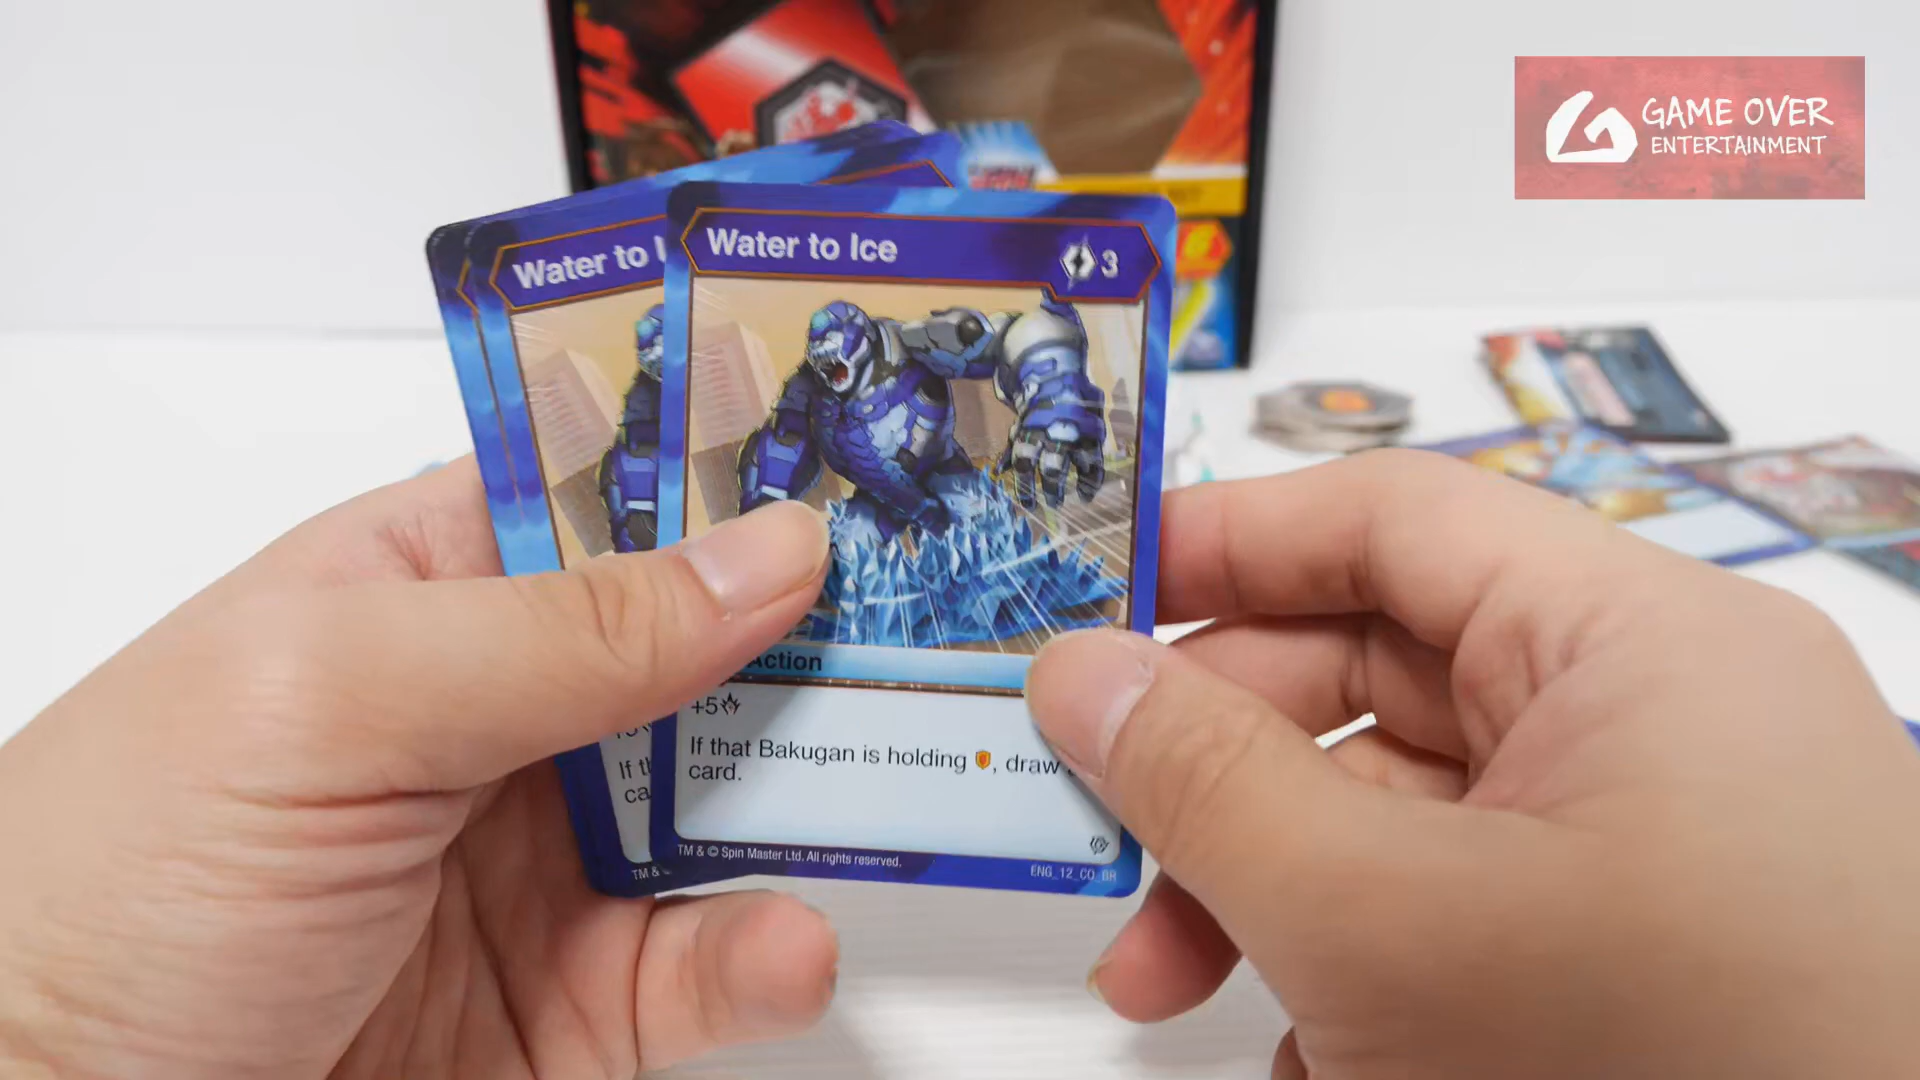 GAME OVER
ENTERTAINMENT
Water to
Water to Ice
3
Action
+5
If that Bakugan is holding , draw
card.
TM & © Spin Master Ltd. All rights reserved.
ENG_12_CO_BR
TM &